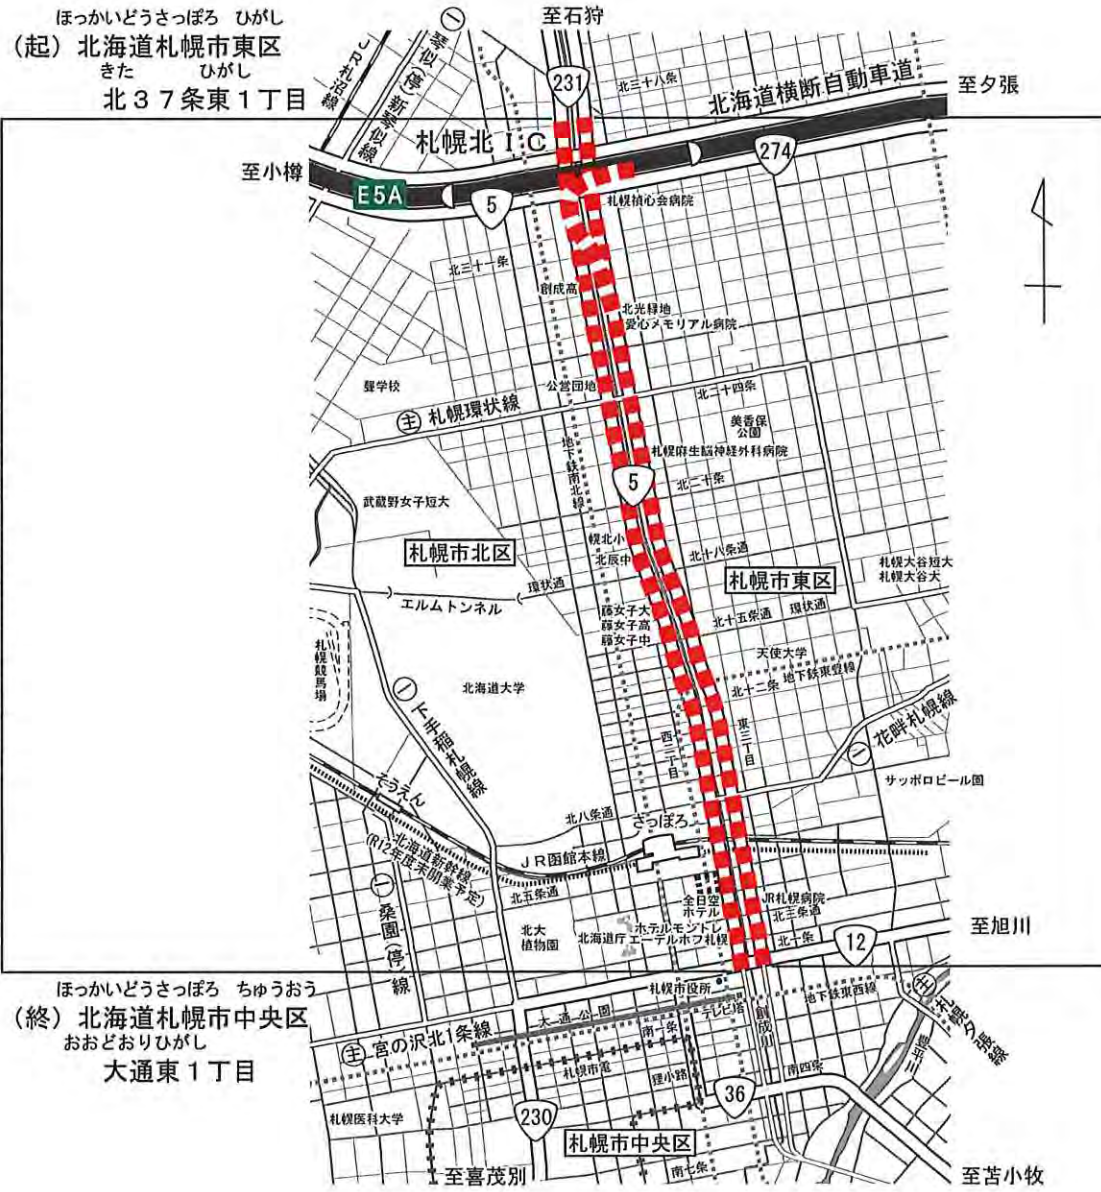 ほっかいどうさっぽろ ひがし
(起) 北海道札幌市東区
きた ひがし
北37条東1丁目
至石狩
JR札沼線
一
琴似(停)新琴似線
231
北三十八条
北海道横断自動車道
至夕張
札幌北IC
274
至小樽
E5A
5
札幌禎心会病院
北三十一条
創成高
北光緑地
愛心メモリアル病院
聾学校
公営団地
北二十四条
主 札幌環状線
美香保
公園
地下鉄南北線
札幌麻生脳神経外科病院
5
北二十条
武蔵野女子短大
幌北小
札幌市北区
北辰中
北十八条通
札幌大谷短大
札幌大谷大
札幌市東区
環状通
エルムトンネル
藤女子大
藤女子高
藤女子中
北十五条通
環状通
天使大学
札幌競馬場
北海道大学
北十二条
地下鉄東豊線
一
下手稲札幌線
西二丁目
東三丁目
一
花畔札幌線
サッポロビール園
そうえん
北八条通
さっぽろ
北海道新幹線
(R12年度末開業予定)
JR函館本線
北五条通
一
桑園(停)線
全日空
ホテル
JR札幌病院
北三条通
北大
植物園
北海道庁
ホテルモントレ
エーデルホフ札幌
北一条
12
至旭川
ほっかいどうさっぽろ ちゅうおう
(終) 北海道札幌市中央区
おおどおりひがし
大通東1丁目
札幌市役所
地下鉄東西線
主
札幌夕張線
主 宮の沢北1条線
大通公園
テレビ塔
創成川
南一条
札幌市電
狸小路
南四条
36
230
札幌医科大学
札幌市中央区
至喜茂別
南七条
至苫小牧